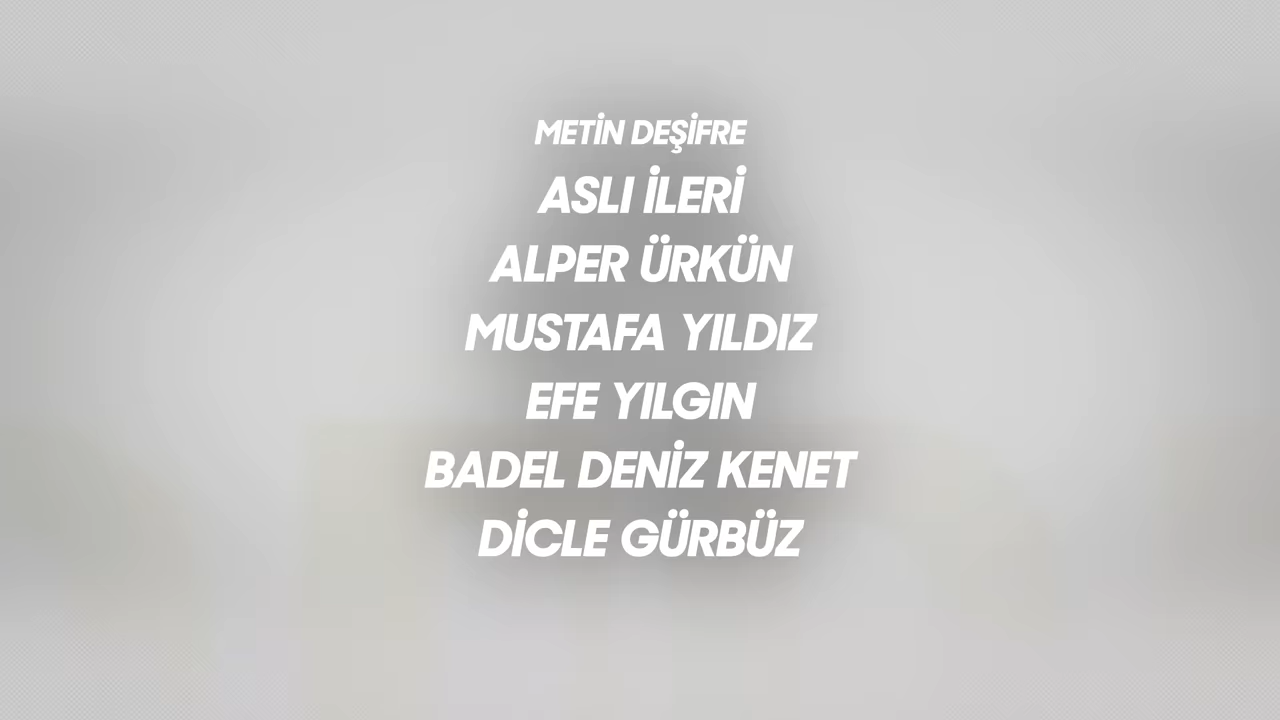 METİN DEŞİFRE
ASLI İLERİ
ALPER ÜRKÜN
MUSTAFA YILDIZ
EFE YILGIN
BADEL DENİZ KENET
DİCLE GÜRBÜZ